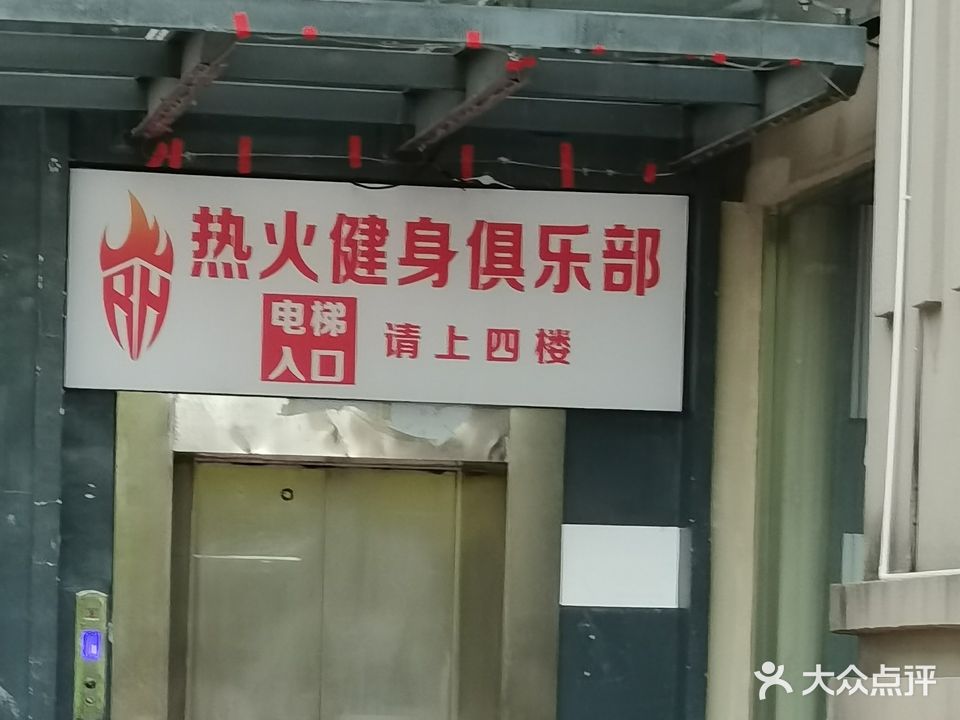 热火健身俱乐部
RH
电梯
入口
请上四楼
大众点评